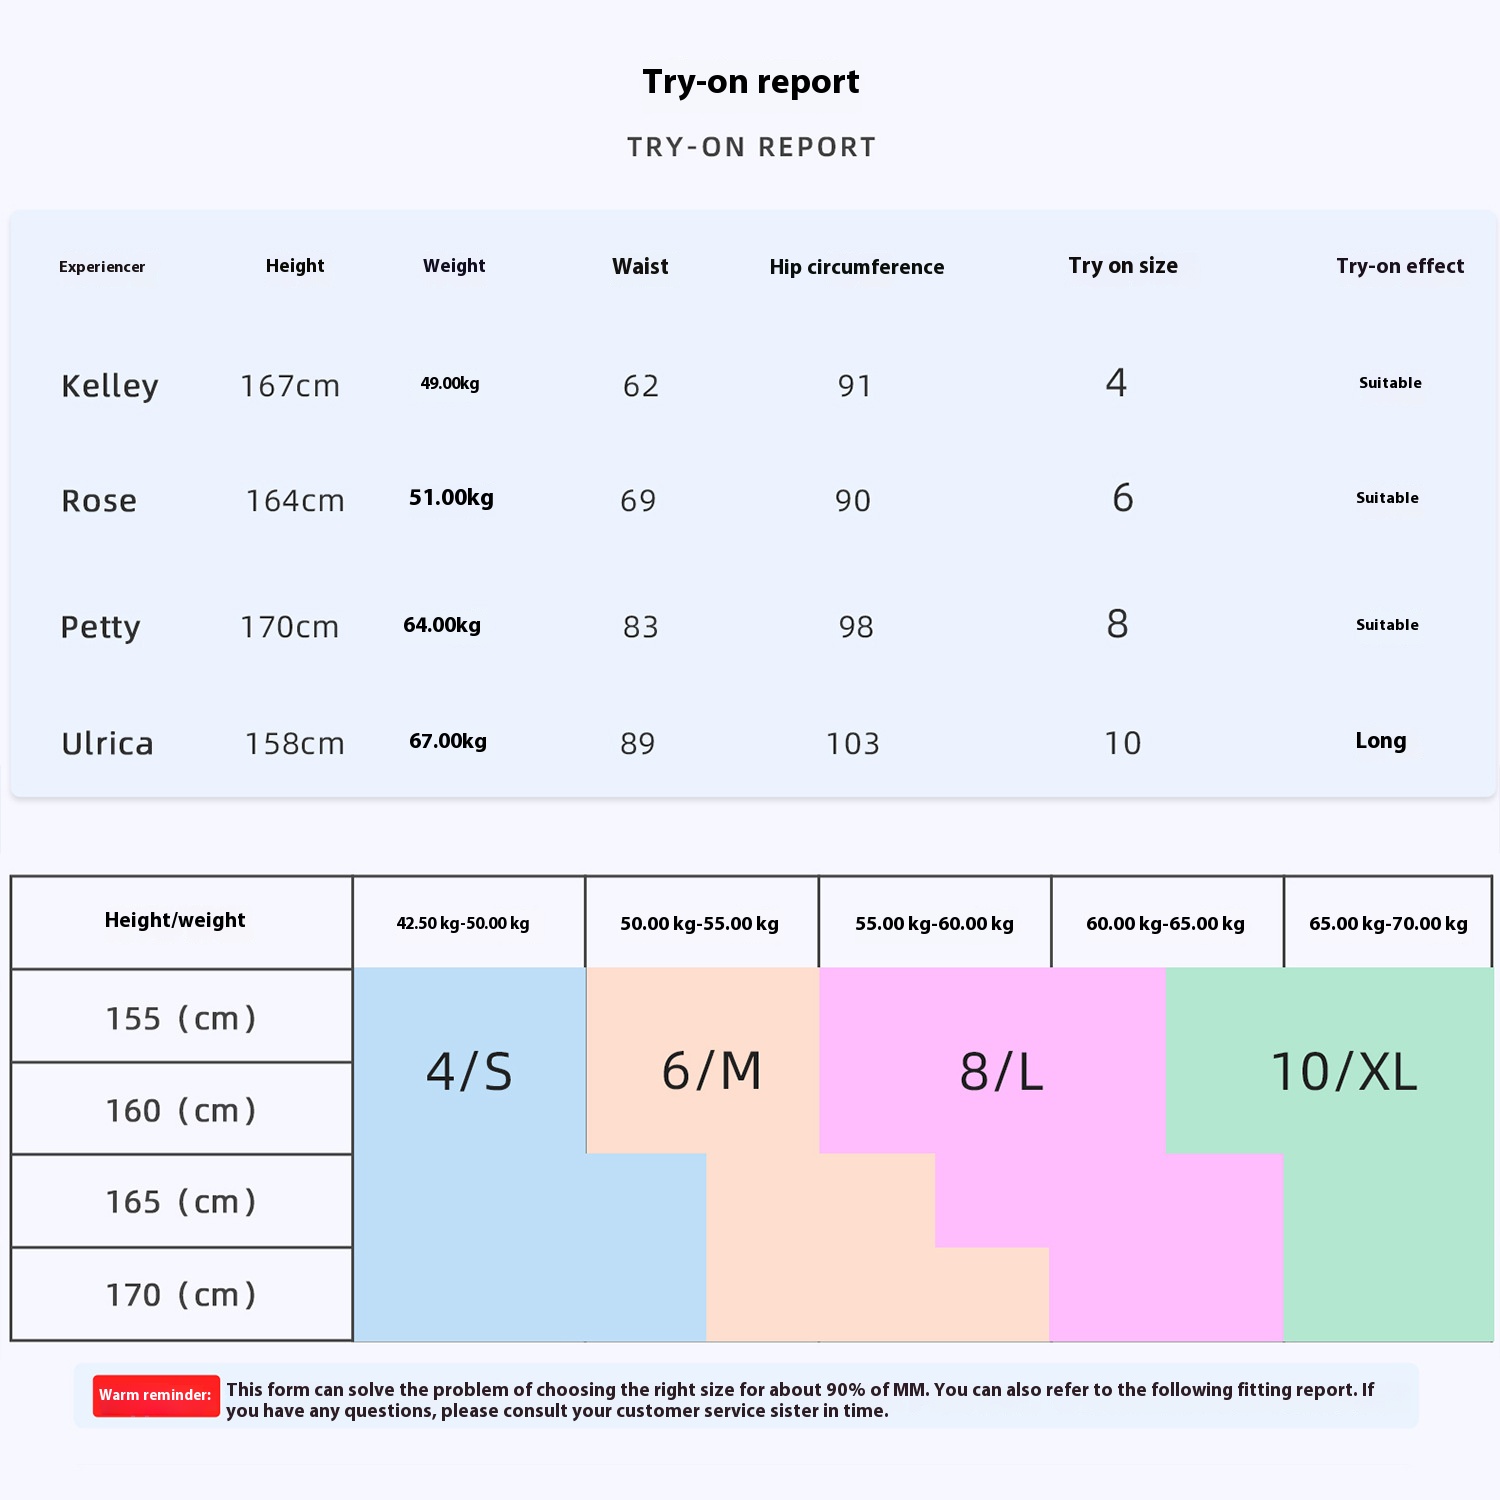 Try-on report
TRY-ON REPORT
Experiencer Height Weight Waist Hip circumference Try on size Try-on effect
Kelley 167cm 49.00kg 62 91 4 Suitable
Rose 164cm 51.00kg 69 90 6 Suitable
Petty 170cm 64.00kg 83 98 8 Suitable
Ulrica 158cm 67.00kg 89 103 10 Long
Height/weight 42.50 kg-50.00 kg 50.00 kg-55.00 kg 55.00 kg-60.00 kg 60.00 kg-65.00 kg 65.00 kg-70.00 kg
155 (cm)
4/S 6/M 8/L 10/XL
160 (cm)
165 (cm)
170 (cm)
Warm reminder: This form can solve the problem of choosing the right size for about 90% of MM. You can also refer to the following fitting report. If
you have any questions, please consult your customer service sister in time.